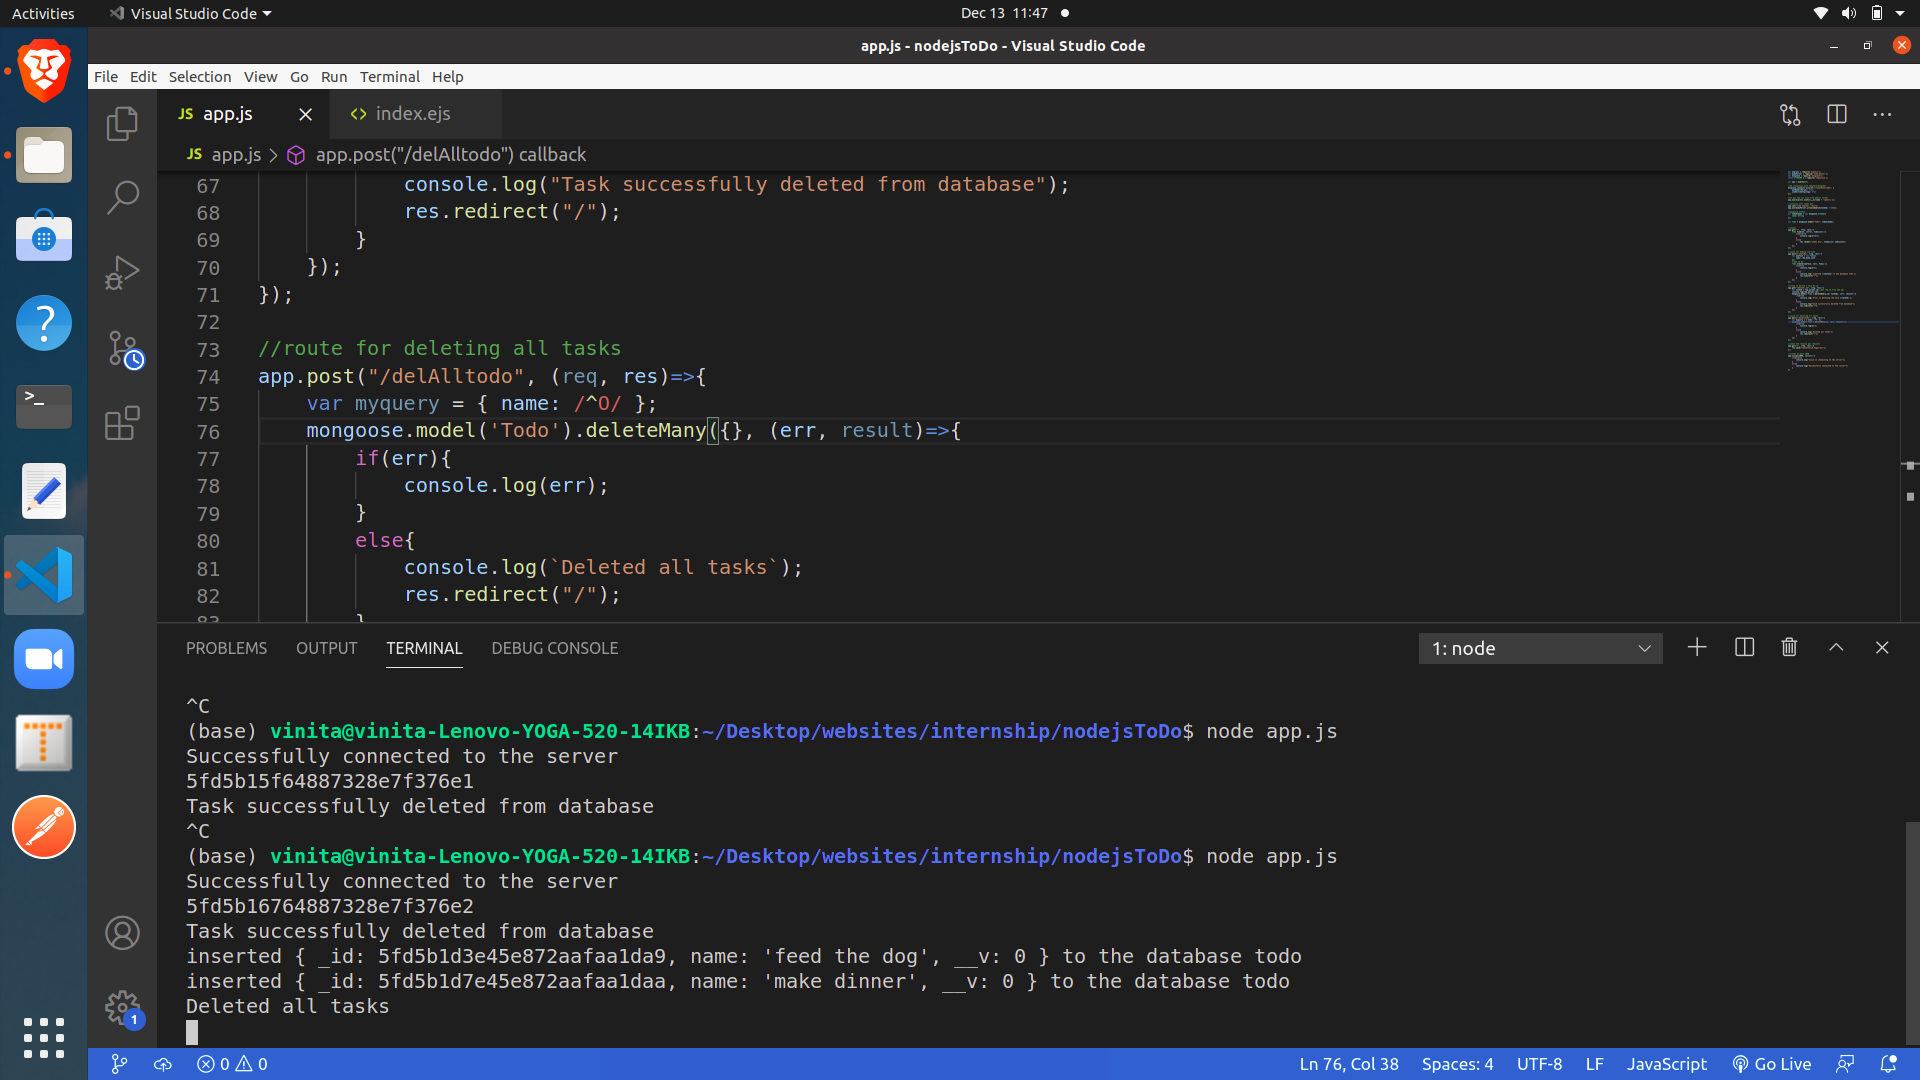 Activities
Visual Studio Code
Dec 13 11:47
app.js - nodejsToDo - Visual Studio Code
File Edit Selection View Go Run Terminal Help
JS app.js
<> index.ejs
JS app.js > app.post("/delAlltodo") callback
67 console.log("Task successfully deleted from database");
68 res.redirect("/");
69 }
70 });
71 });
72
73 //route for deleting all tasks
74 app.post("/delAlltodo", (req, res)=>{
75 var myquery = { name: /^O/ };
76 mongoose.model('Todo').deleteMany({}, (err, result)=>{
77 if(err){
78 console.log(err);
79 }
80 else{
81 console.log(`Deleted all tasks`);
82 res.redirect("/");
83 }
PROBLEMS OUTPUT TERMINAL DEBUG CONSOLE
1: node
^C
(base) vinita@vinita-Lenovo-YOGA-520-14IKB:~/Desktop/websites/internship/nodejsToDo$ node app.js
Successfully connected to the server
5fd5b15f64887328e7f376e1
Task successfully deleted from database
^C
(base) vinita@vinita-Lenovo-YOGA-520-14IKB:~/Desktop/websites/internship/nodejsToDo$ node app.js
Successfully connected to the server
5fd5b16764887328e7f376e2
Task successfully deleted from database
inserted { _id: 5fd5b1d3e45e872aafaa1da9, name: 'feed the dog', __v: 0 } to the database todo
inserted { _id: 5fd5b1d7e45e872aafaa1daa, name: 'make dinner', __v: 0 } to the database todo
Deleted all tasks
1
0 0
Ln 76, Col 38
Spaces: 4
UTF-8
LF
JavaScript
Go Live